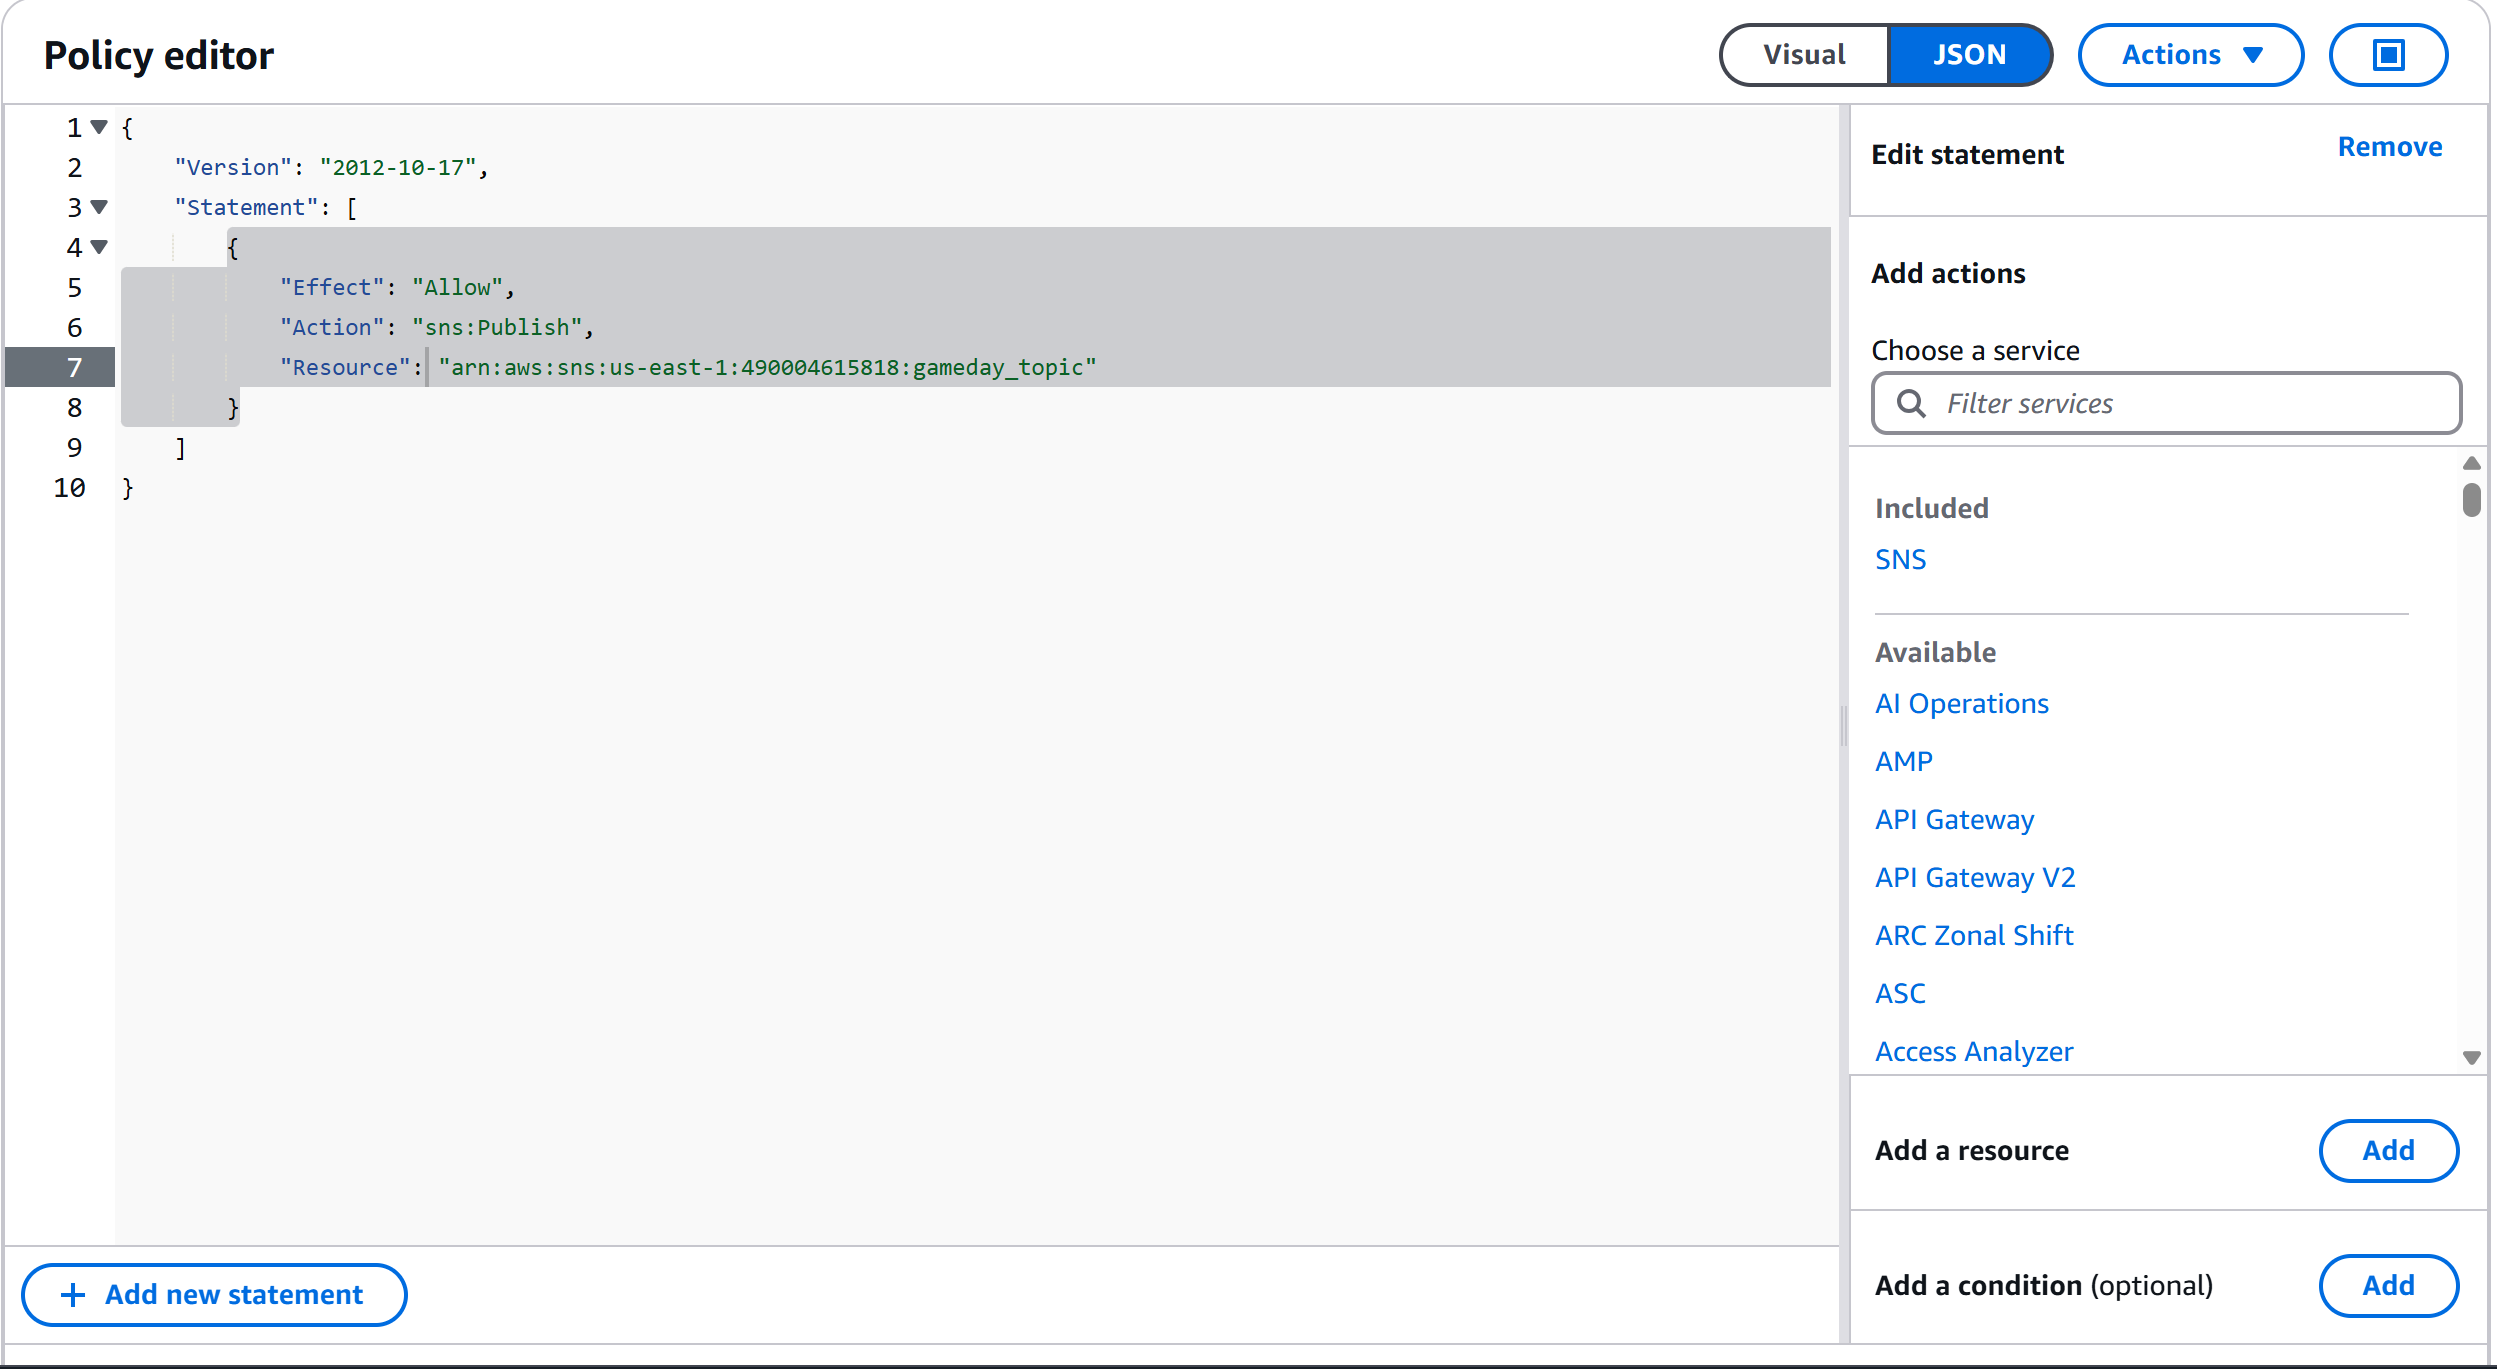 Policy editor
Visual
JSON
Actions
1 {
2 "Version": "2012-10-17",
3 "Statement": [
4 {
5 "Effect": "Allow",
6 "Action": "sns:Publish",
7 "Resource": "arn:aws:sns:us-east-1:490004615818:gameday_topic"
8 }
9 ]
10 }
Add new statement
Edit statement
Remove
Add actions
Choose a service
Filter services
Included
SNS
Available
AI Operations
AMP
API Gateway
API Gateway V2
ARC Zonal Shift
ASC
Access Analyzer
Add a resource
Add
Add a condition (optional)
Add